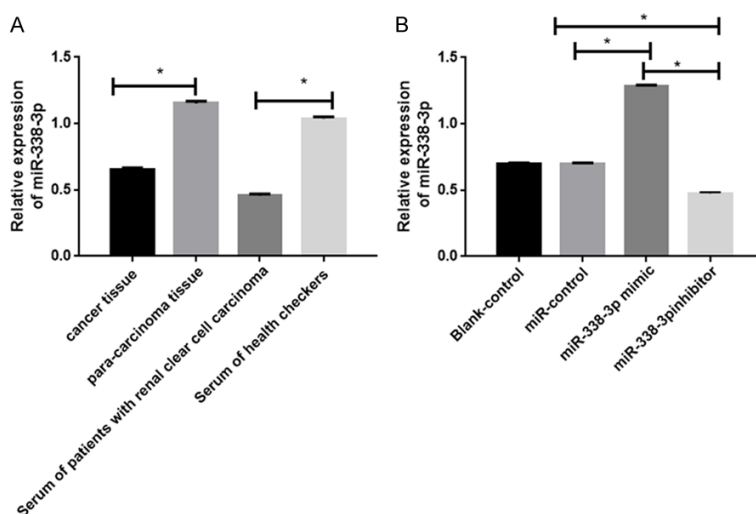 A
Relative expression
of miR-338-3p
1.5
1.0
0.5
0.0
*
*
cancer tissue
para-carcinoma tissue
Serum of patients with renal clear cell carcinoma
Serum of health checkers
B
Relative expression
of miR-338-3p
1.5
1.0
0.5
0.0
*
*
*
Blank-control
miR-control
miR-338-3p mimic
miR-338-3pinhibitor